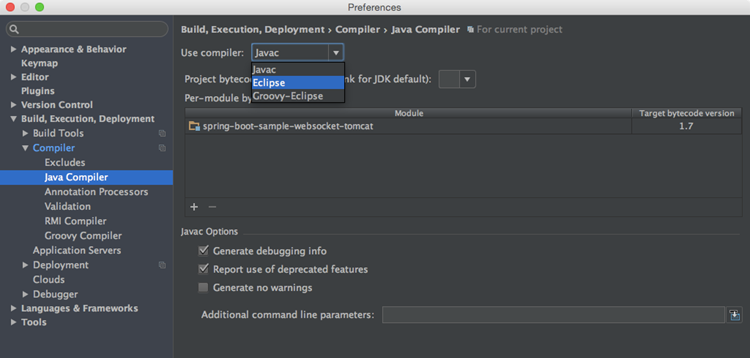 Preferences
Build, Execution, Deployment › Compiler › Java Compiler For current project
Appearance & Behavior
Keymap
Editor
Plugins
Version Control
Build, Execution, Deployment
Build Tools
Compiler
Excludes
Java Compiler
Annotation Processors
Validation
RMI Compiler
Groovy Compiler
Application Servers
Deployment
Clouds
Debugger
Languages & Frameworks
Tools
Use compiler: Javac
Javac
Eclipse
Groovy-Eclipse
Project bytecod nk for JDK default):
Per-module by
Module Target bytecode version
spring-boot-sample-websocket-tomcat 1.7
Javac Options
Generate debugging info
Report use of deprecated features
Generate no warnings
Additional command line parameters: